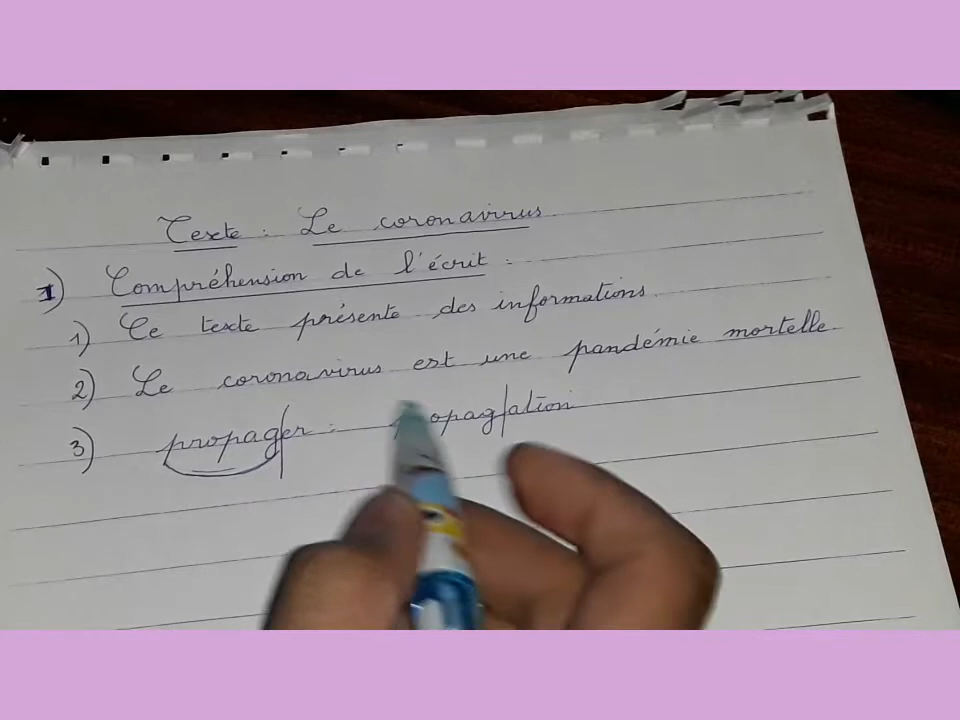 Texte : Le coronavirus.
1) Compréhension de l'écrit :
1) Ce texte présente des informations.
2) Le coronavirus est une pandémie mortelle.
3) propager : propagation